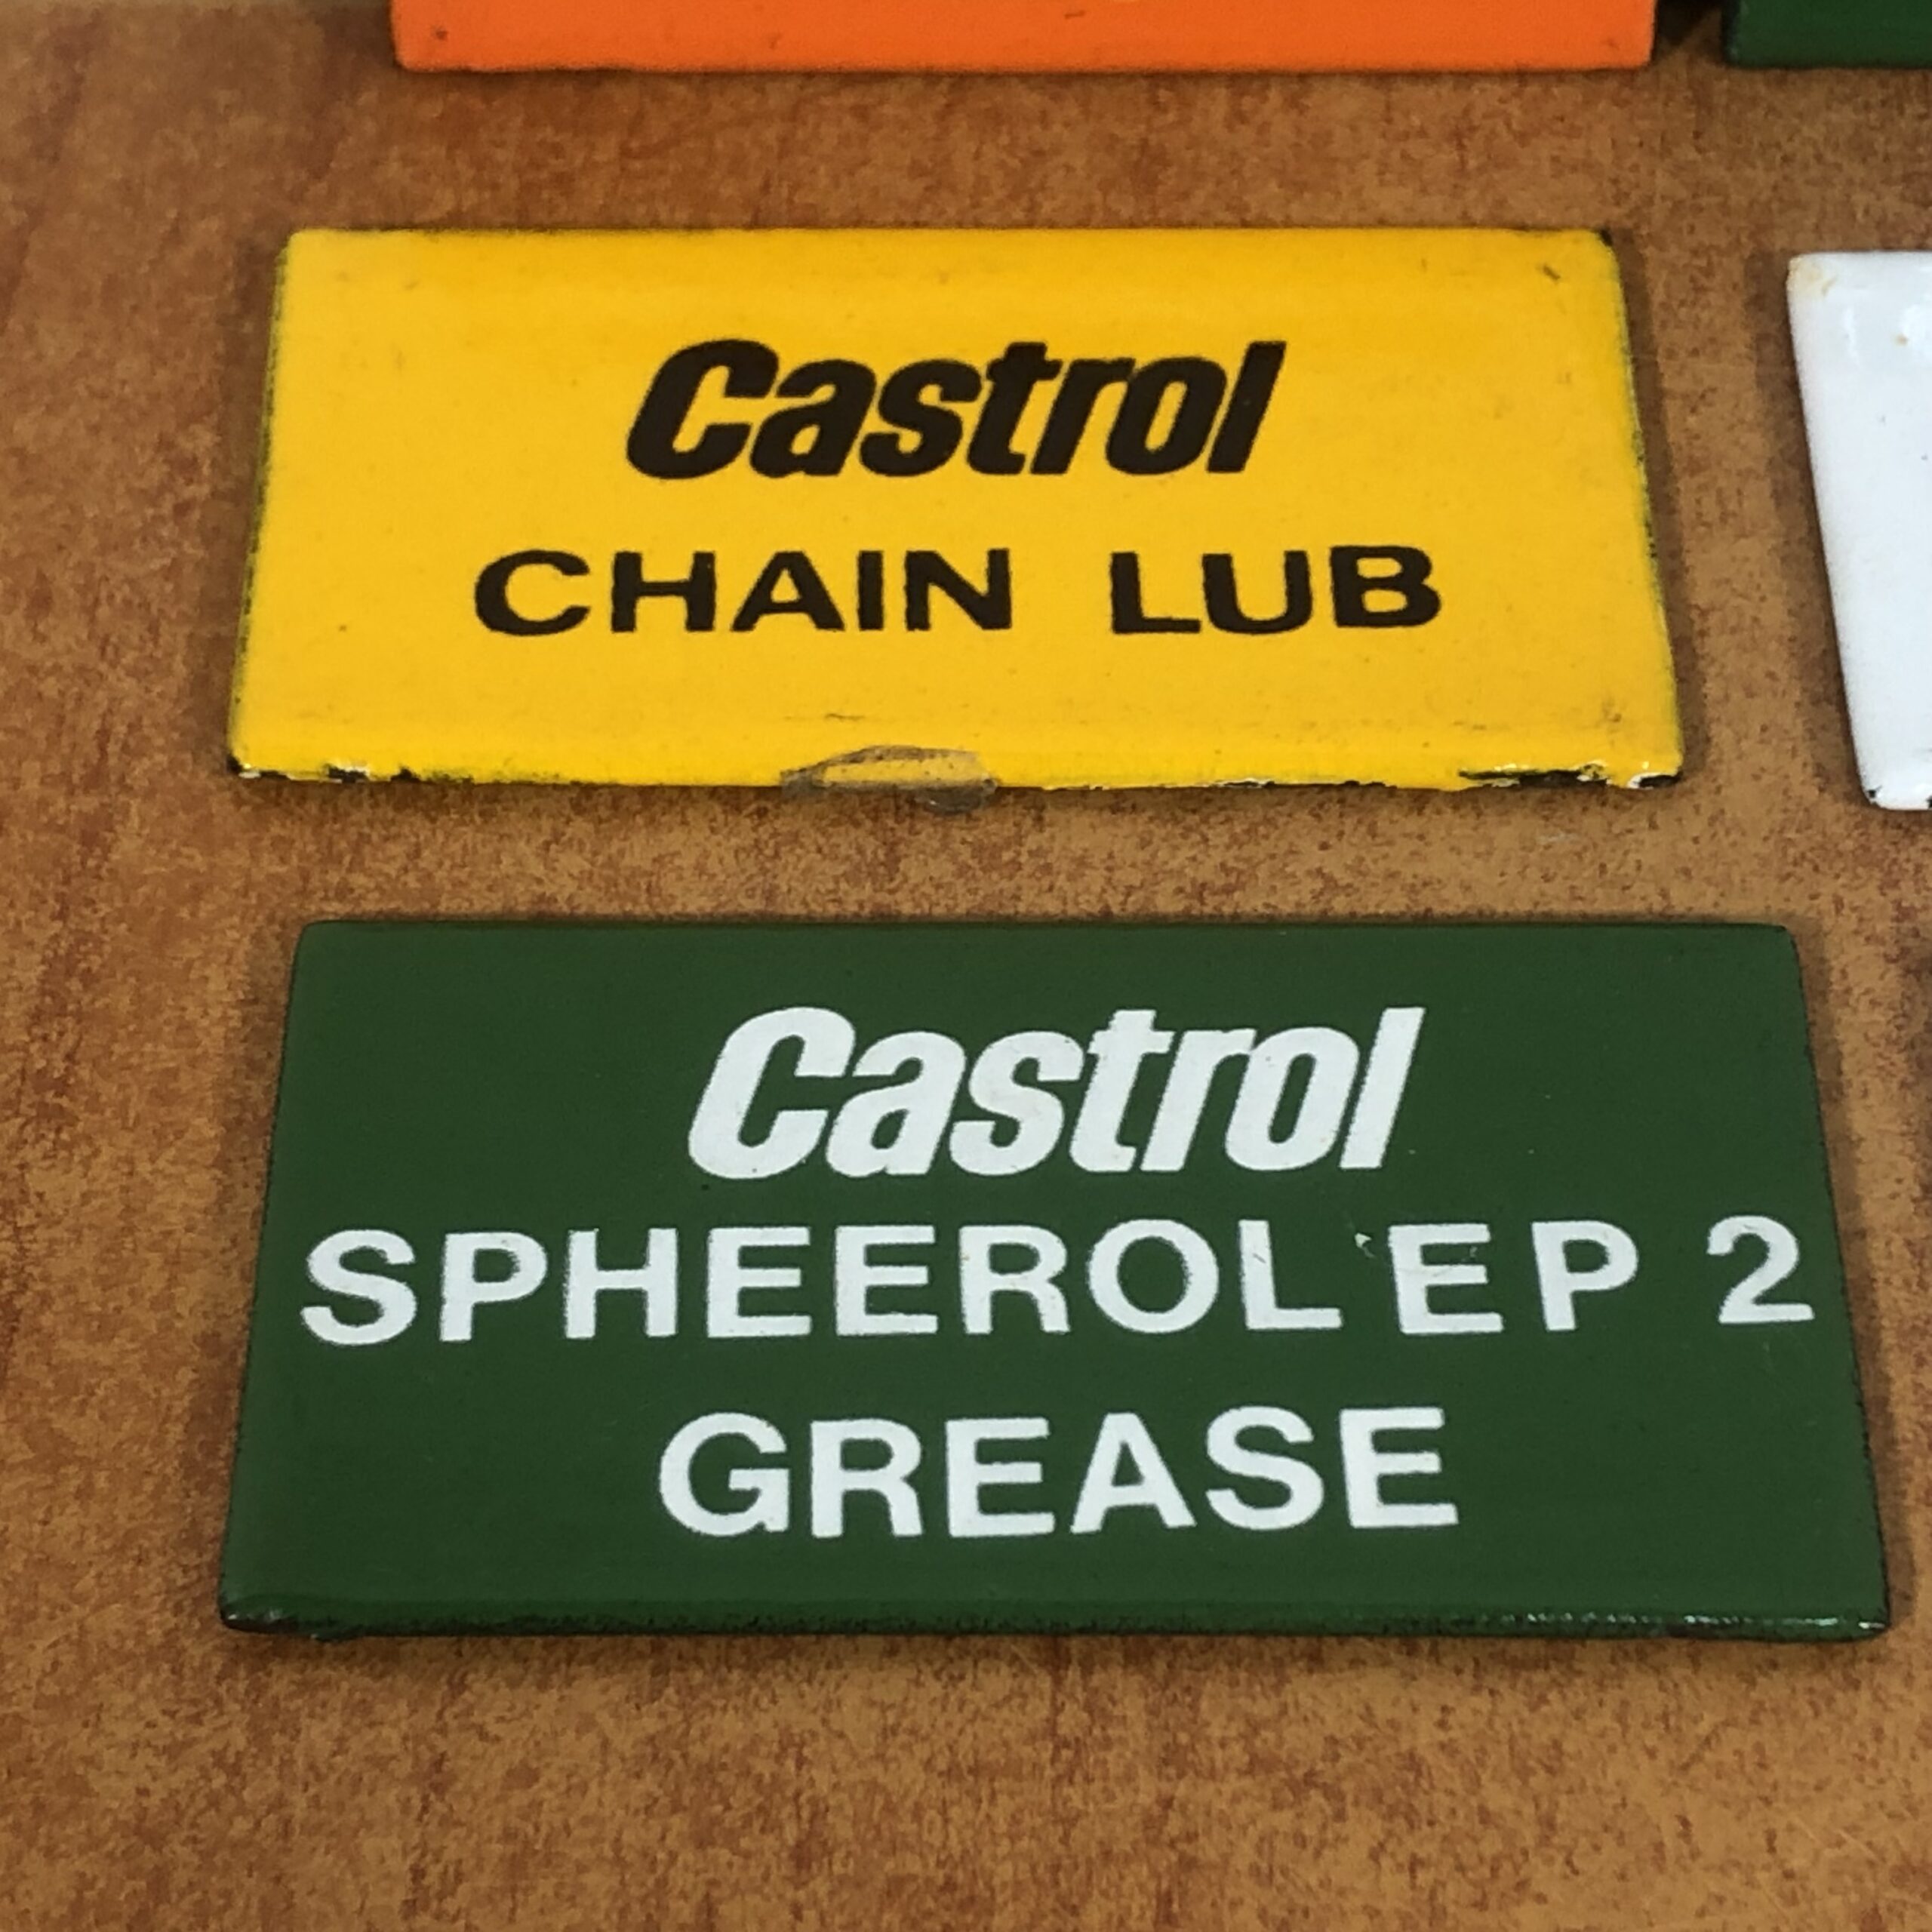 Castrol
CHAIN LUB
Castrol
SPHEEROL EP 2
GREASE